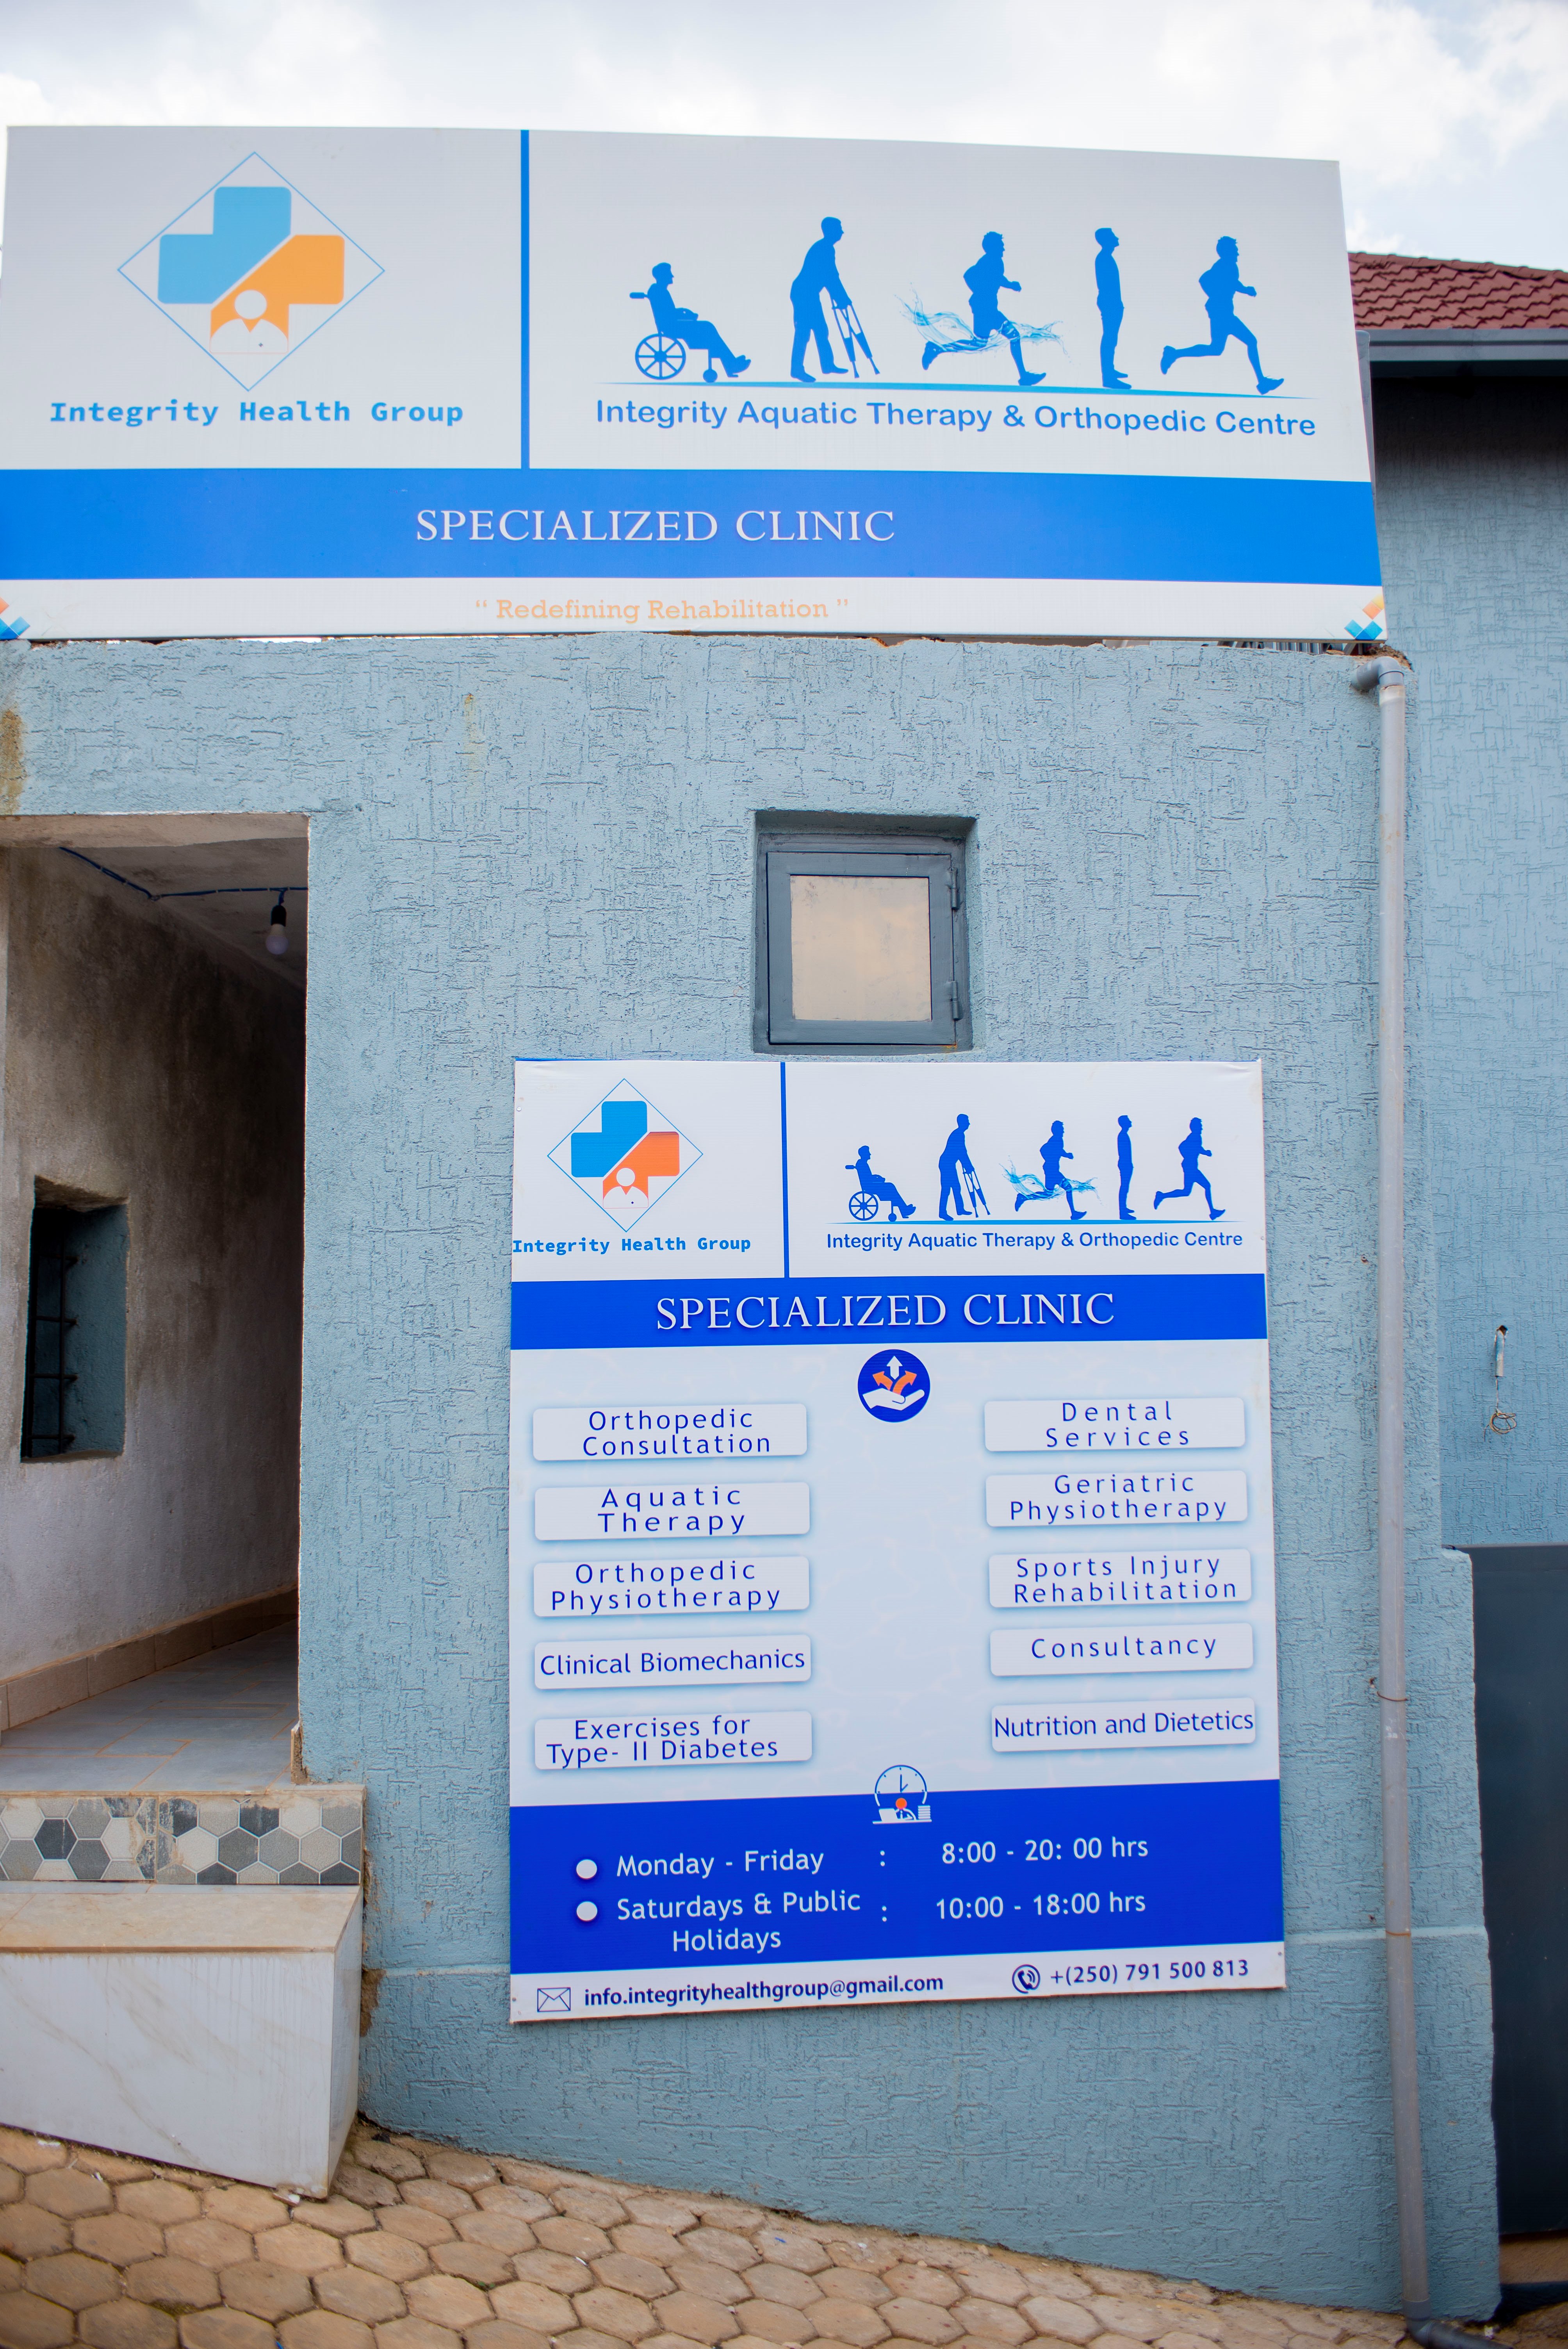 Integrity Health Group
Integrity Aquatic Therapy & Orthopedic Centre
SPECIALIZED CLINIC
“ Redefining Rehabilitation ”
Integrity Health Group
Integrity Aquatic Therapy & Orthopedic Centre
SPECIALIZED CLINIC
Orthopedic
Consultation
Aquatic
Therapy
Orthopedic
Physiotherapy
Clinical Biomechanics
Exercises for
Type- II Diabetes
Dental
Services
Geriatric
Physiotherapy
Sports Injury
Rehabilitation
Consultancy
Nutrition and Dietetics
Monday - Friday : 8:00 - 20: 00 hrs
Saturdays & Public : 10:00 - 18:00 hrs
Holidays
info.integrityhealthgroup@gmail.com
+(250) 791 500 813